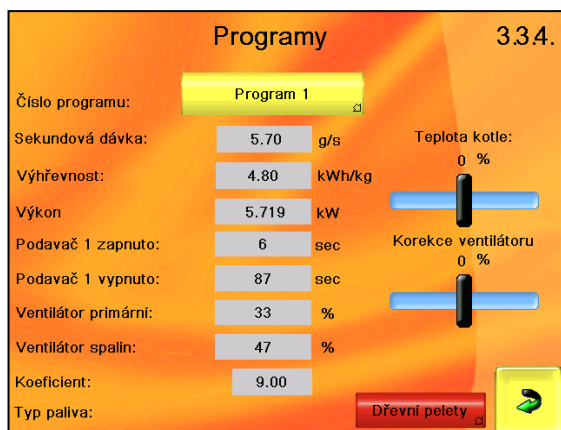 Programy 3.3.4.
Číslo programu: Program 1
Sekundová dávka: 5.70 g/s Teplota kotle:
0 %
Výhřevnost: 4.80 kWh/kg
Výkon 5.719 kW
Podavač 1 zapnuto: 6 sec Korekce ventilátoru
0 %
Podavač 1 vypnuto: 87 sec
Ventilátor primární: 33 %
Ventilátor spalin: 47 %
Koeficient: 9.00
Typ paliva: Dřevní pelety